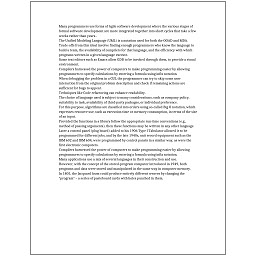 Many programmers use forms of Agile software development where the various stages of
formal software development are more integrated together into short cycles that take a few
weeks rather than years.
The Unified Modeling Language (UML) is a notation used for both the OOAD and MDA.
Trade-offs from this ideal involve finding enough programmers who know the language to
build a team, the availability of compilers for that language, and the efficiency with which
programs written in a given language execute.
Some text editors such as Emacs allow GDB to be invoked through them, to provide a visual
environment.
Compilers harnessed the power of computers to make programming easier by allowing
programmers to specify calculations by entering a formula using infix notation.
When debugging the problem in a GUI, the programmer can try to skip some user
interaction from the original problem description and check if remaining actions are
sufficient for bugs to appear.
Techniques like Code refactoring can enhance readability.
The choice of language used is subject to many considerations, such as company policy,
suitability to task, availability of third-party packages, or individual preference.
For this purpose, algorithms are classified into orders using so-called Big O notation, which
expresses resource use, such as execution time or memory consumption, in terms of the size
of an input.
Provided the functions in a library follow the appropriate run-time conventions (e.g.,
method of passing arguments), then these functions may be written in any other language.
Later a control panel (plug board) added to his 1906 Type I Tabulator allowed it to be
programmed for different jobs, and by the late 1940s, unit record equipment such as the
IBM 602 and IBM 604, were programmed by control panels in a similar way, as were the
first electronic computers.
Compilers harnessed the power of computers to make programming easier by allowing
programmers to specify calculations by entering a formula using infix notation.
Many applications use a mix of several languages in their construction and use.
However, with the concept of the stored-program computer introduced in 1949, both
programs and data were stored and manipulated in the same way in computer memory.
In 1801, the Jacquard loom could produce entirely different weaves by changing the
"program" - a series of pasteboard cards with holes punched in them.